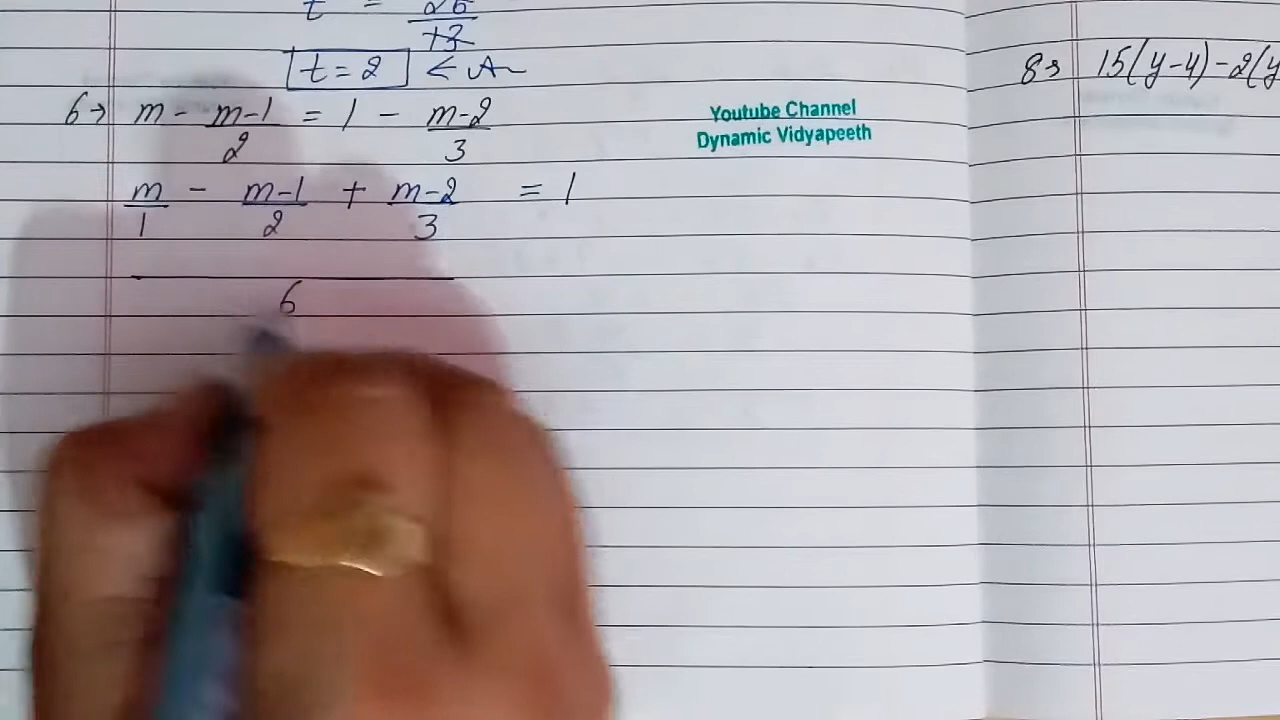 t = 26
+3
t = 2 ← A
6→ m - m-1/2 = 1 - m-2/3
m/1 - m-1/2 + m-2/3 = 1
6
Youtube Channel
Dynamic Vidyapeeth
8→ 15(y-4)-2(y